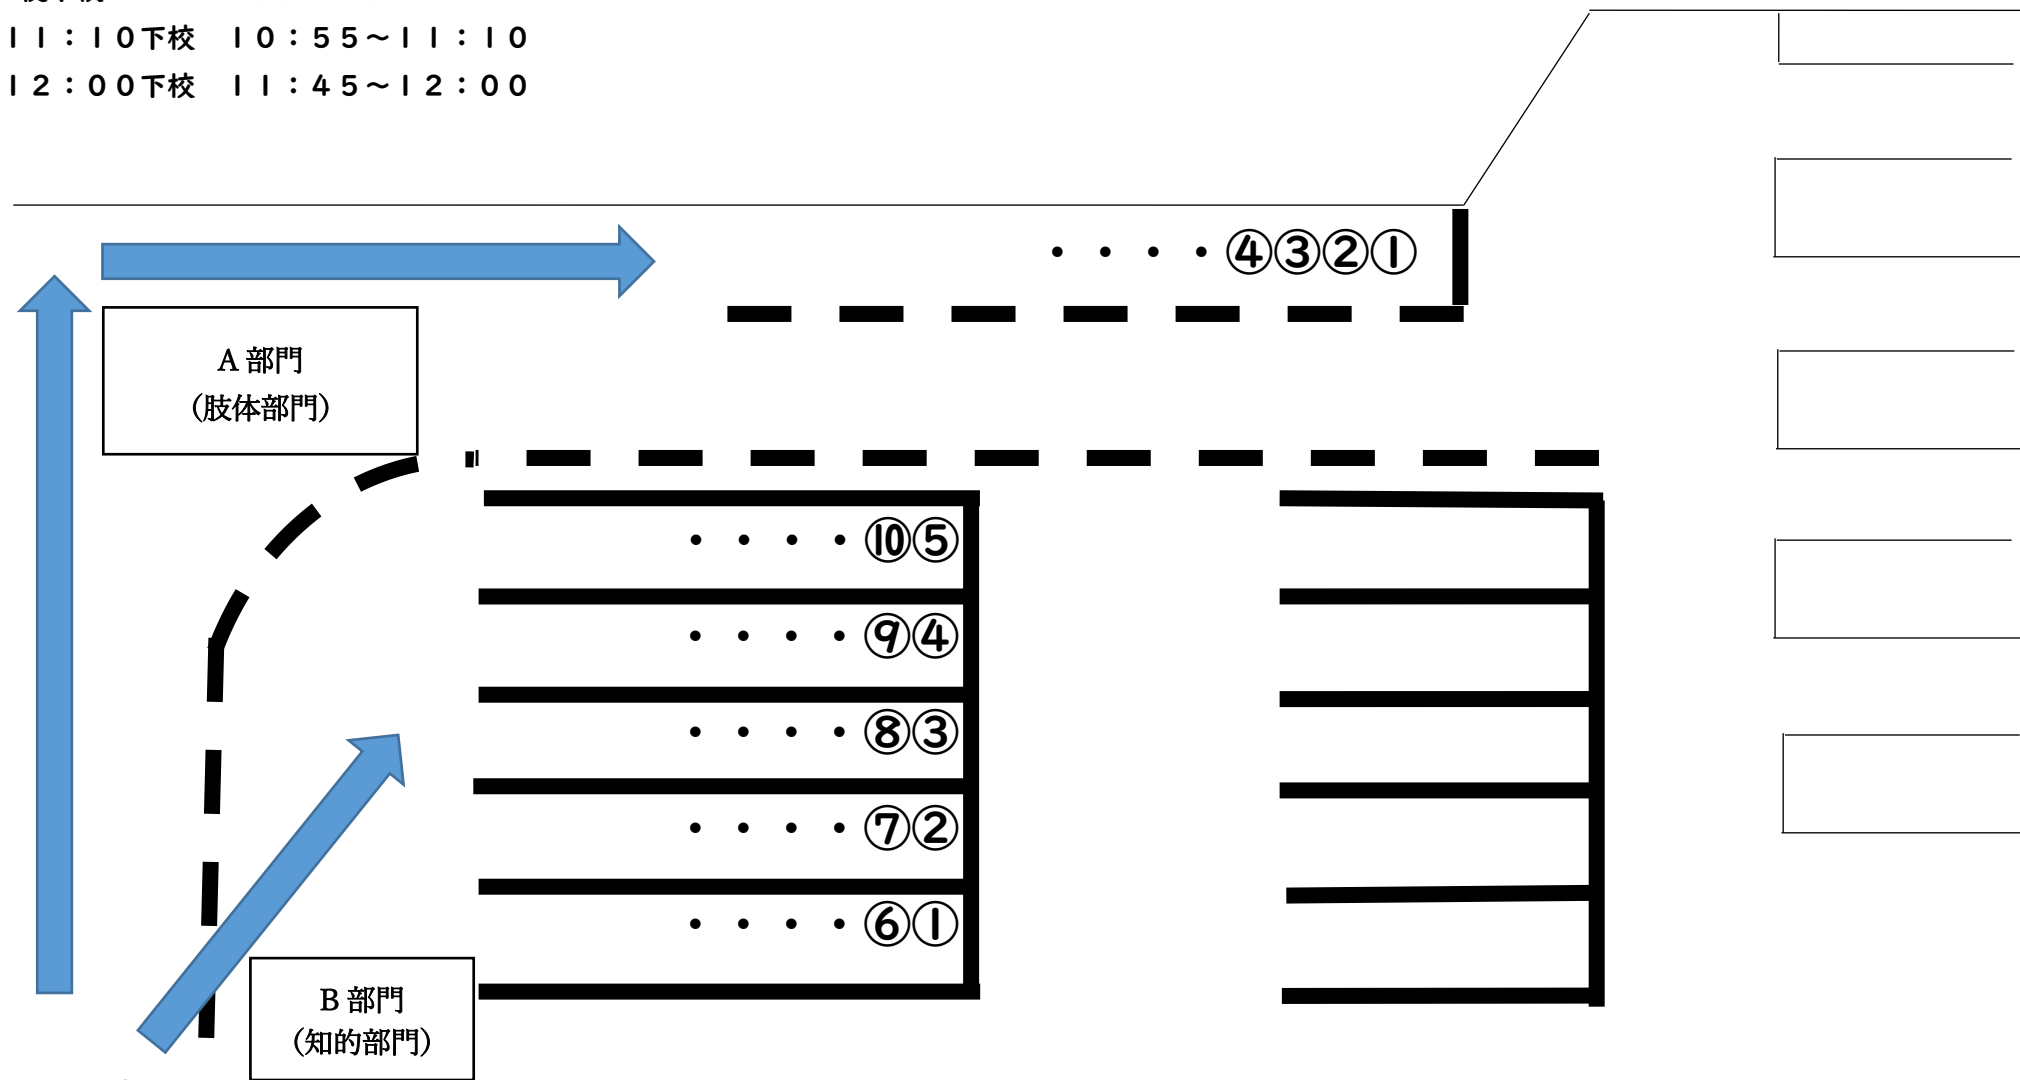 １１：１０下校　１０：５５～１１：１０
１２：００下校　１１：４５～１２：００
・・・・④③②①
A 部門
（肢体部門）
・・・・⑩⑤
・・・・⑨④
・・・・⑧③
・・・・⑦②
・・・・⑥①
B 部門
（知的部門）